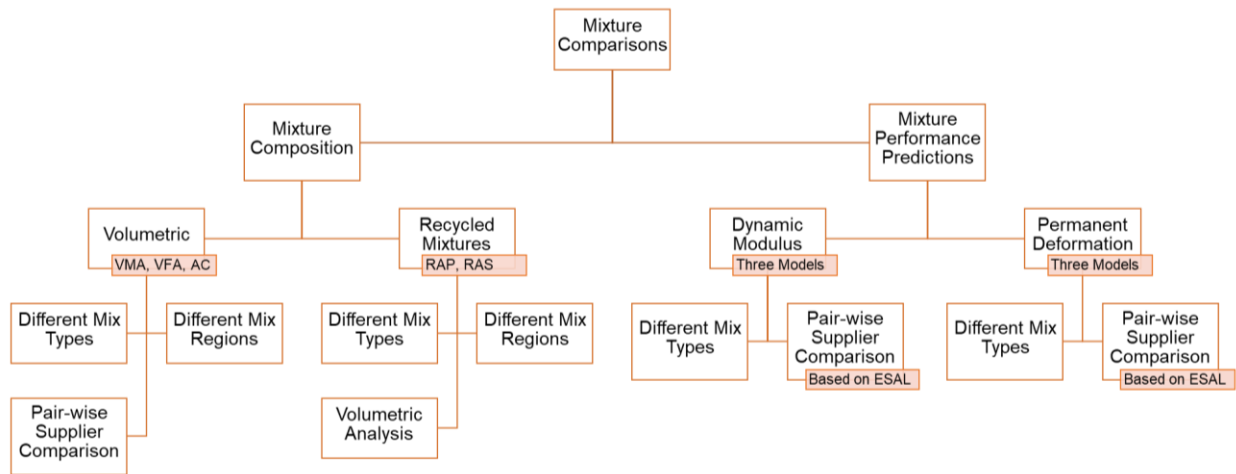 Mixture
Comparisons
Mixture
Composition
Mixture
Performance
Predictions
Volumetric
VMA, VFA, AC
Recycled
Mixtures
RAP, RAS
Dynamic
Modulus
Three Models
Permanent
Deformation
Three Models
Different Mix
Types
Different Mix
Regions
Different Mix
Types
Different Mix
Regions
Different Mix
Types
Pair-wise
Supplier
Comparison
Based on ESAL
Different Mix
Types
Pair-wise
Supplier
Comparison
Based on ESAL
Pair-wise
Supplier
Comparison
Volumetric
Analysis